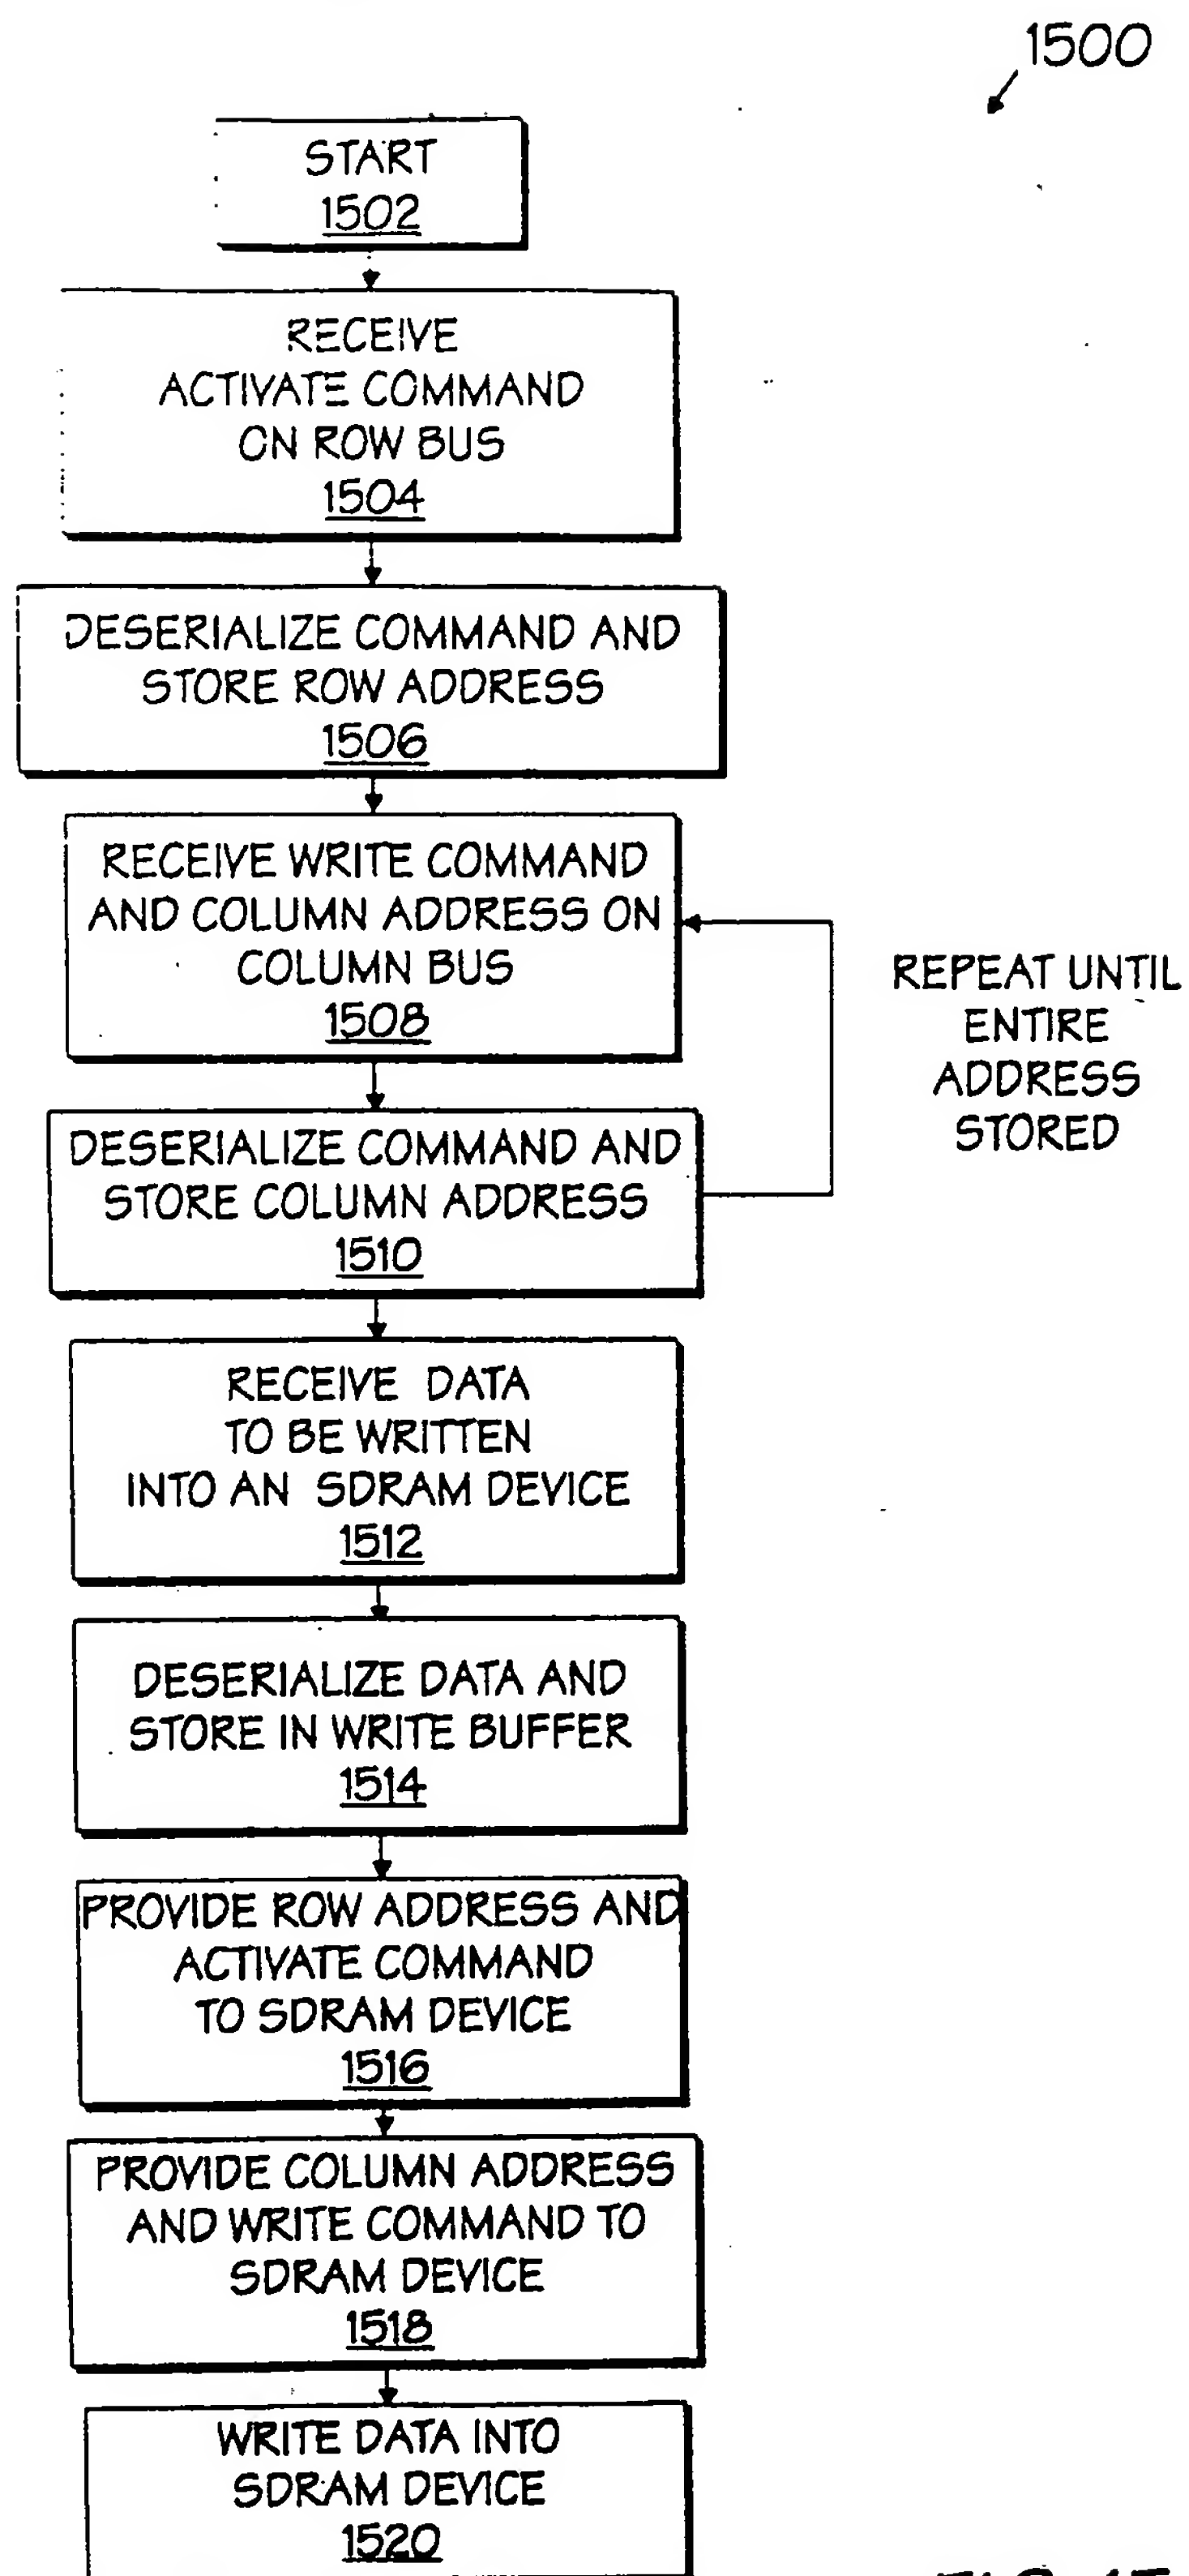 1500
START
1502
RECEIVE
ACTIVATE COMMAND
ON ROW BUS
1504
DESERIALIZE COMMAND AND
STORE ROW ADDRESS
1506
RECEIVE WRITE COMMAND
AND COLUMN ADDRESS ON
COLUMN BUS
1508
REPEAT UNTIL
ENTIRE
ADDRESS
STORED
DESERIALIZE COMMAND AND
STORE COLUMN ADDRESS
1510
RECEIVE DATA
TO BE WRITTEN
INTO AN SDRAM DEVICE
1512
DESERIALIZE DATA AND
STORE IN WRITE BUFFER
1514
PROVIDE ROW ADDRESS AND
ACTIVATE COMMAND
TO SDRAM DEVICE
1516
PROVIDE COLUMN ADDRESS
AND WRITE COMMAND TO
SDRAM DEVICE
1518
WRITE DATA INTO
SDRAM DEVICE
1520